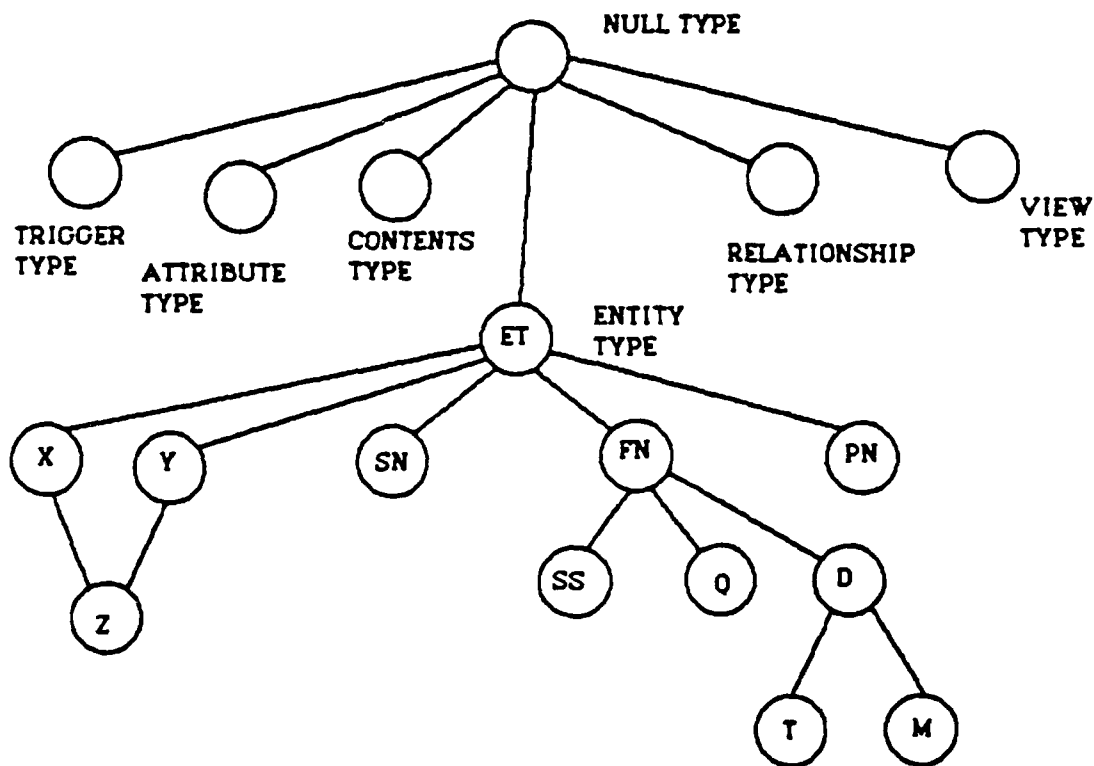 NULL TYPE
TRIGGER
TYPE
ATTRIBUTE
TYPE
CONTENTS
TYPE
RELATIONSHIP
TYPE
VIEW
TYPE
ET
ENTITY
TYPE
X
Y
SN
FN
PN
Z
SS
Q
D
T
M